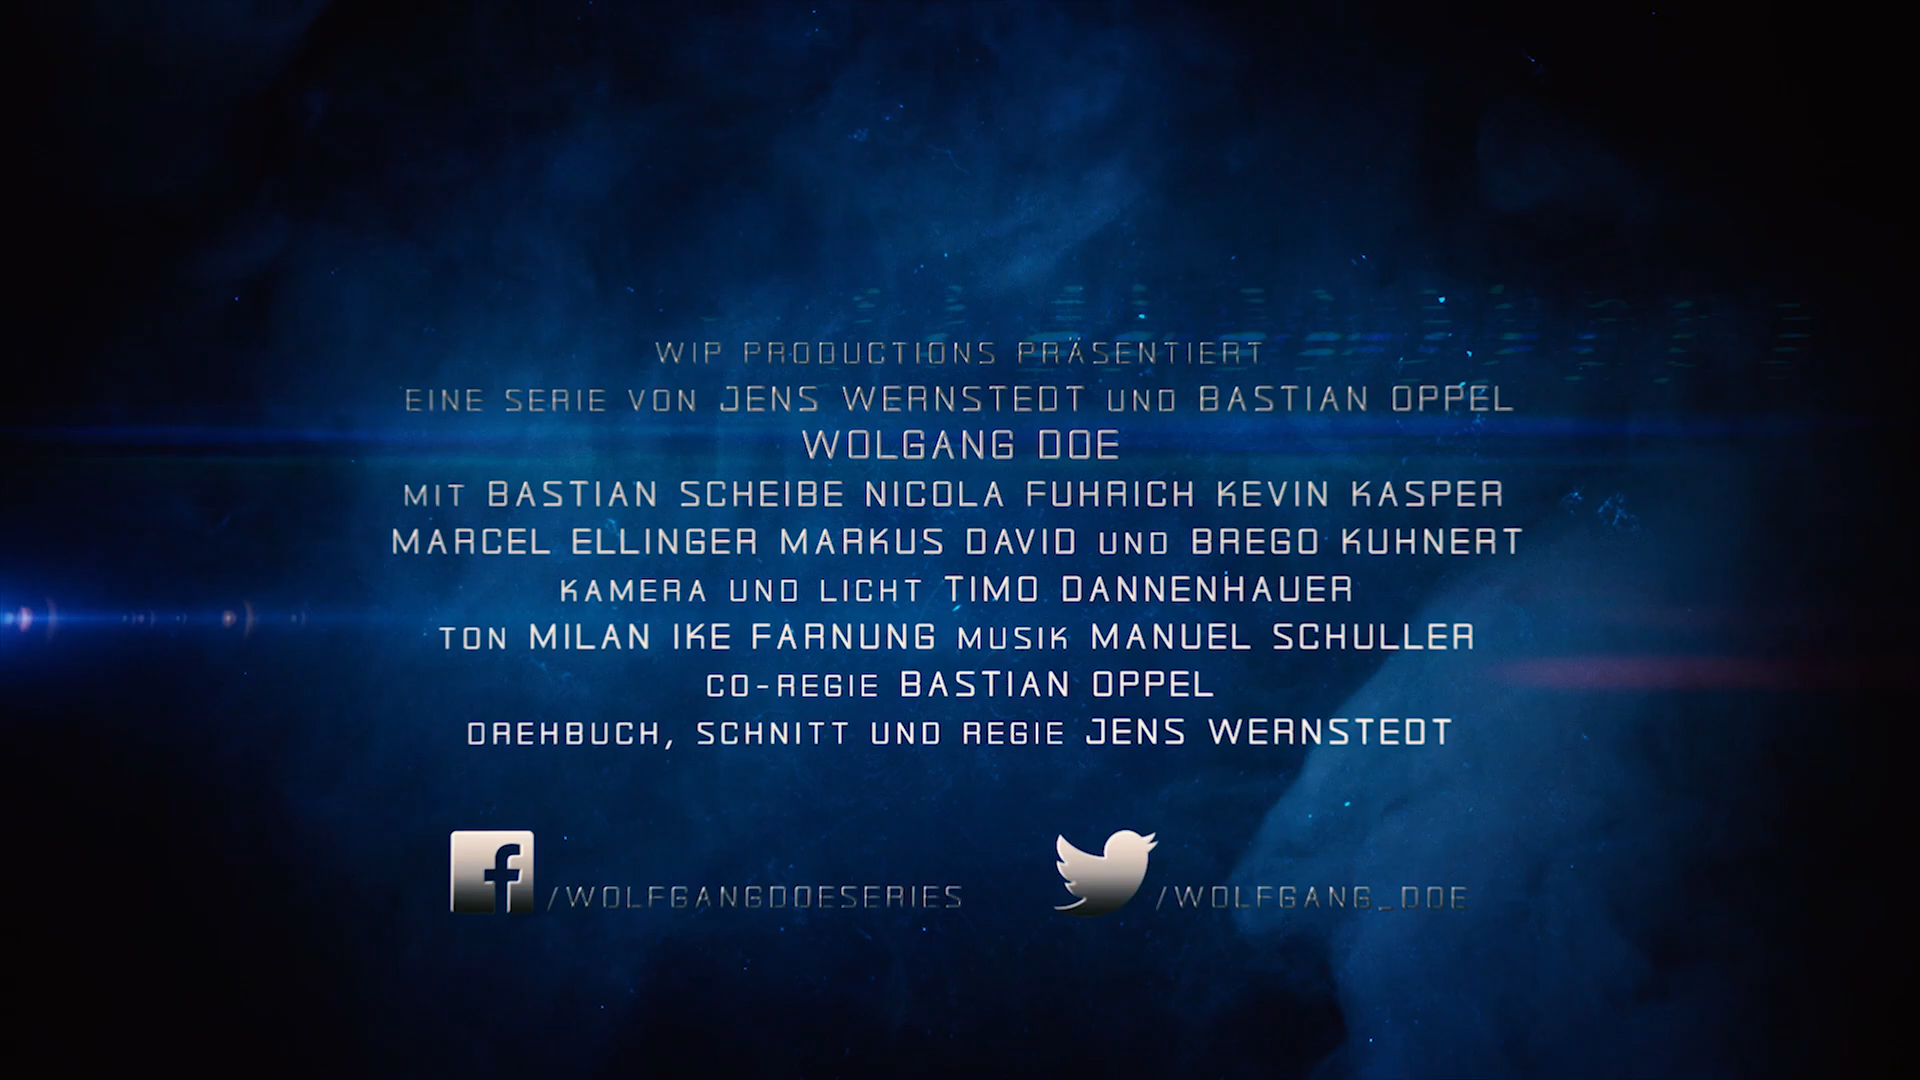 WIP PRODUCTIONS PRÄSENTIERT
EINE SERIE VON JENS WERNSTEDT UND BASTIAN OPPEL
WOLGANG DOE
MIT BASTIAN SCHEIBE NICOLA FUHRICH KEVIN KASPER
MARCEL ELLINGER MARKUS DAVID UND BREGO KUHNERT
KAMERA UND LICHT TIMO DANNENHAUER
TON MILAN IKE FARNUNG MUSIK MANUEL SCHULLER
CO-REGIE BASTIAN OPPEL
DREHBUCH, SCHNITT UND REGIE JENS WERNSTEDT
/WOLFGANGDOESERIES
/WOLFGANG_DOE